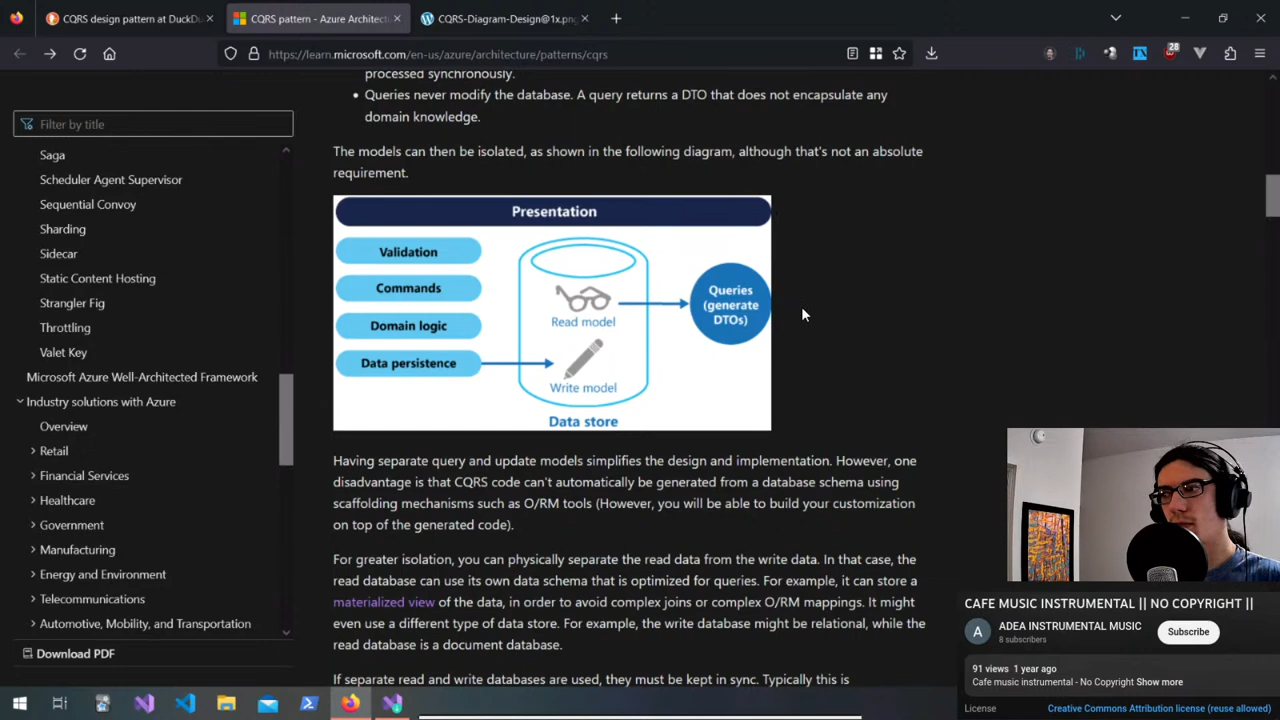 CQRS design pattern at DuckDu
CQRS pattern - Azure Architect
CQRS-Diagram-Design@1x.png
https://learn.microsoft.com/en-us/azure/architecture/patterns/cqrs
28
Filter by title
Saga
Scheduler Agent Supervisor
Sequential Convoy
Sharding
Sidecar
Static Content Hosting
Strangler Fig
Throttling
Valet Key
Microsoft Azure Well-Architected Framework
Industry solutions with Azure
Overview
Retail
Financial Services
Healthcare
Government
Manufacturing
Energy and Environment
Telecommunications
Automotive, Mobility, and Transportation
Download PDF
processed synchronously.
• Queries never modify the database. A query returns a DTO that does not encapsulate any
domain knowledge.
The models can then be isolated, as shown in the following diagram, although that's not an absolute
requirement.
Presentation
Validation
Commands
Domain logic
Data persistence
Read model
Write model
Data store
Queries
(generate
DTOs)
Having separate query and update models simplifies the design and implementation. However, one
disadvantage is that CQRS code can't automatically be generated from a database schema using
scaffolding mechanisms such as O/RM tools (However, you will be able to build your customization
on top of the generated code).
For greater isolation, you can physically separate the read data from the write data. In that case, the
read database can use its own data schema that is optimized for queries. For example, it can store a
materialized view of the data, in order to avoid complex joins or complex O/RM mappings. It might
even use a different type of data store. For example, the write database might be relational, while the
read database is a document database.
If separate read and write databases are used, they must be kept in sync. Typically this is
CAFE MUSIC INSTRUMENTAL || NO COPYRIGHT ||
A
ADEA INSTRUMENTAL MUSIC
8 subscribers
Subscribe
91 views 1 year ago
Cafe music instrumental - No Copyright Show more
License
Creative Commons Attribution license (reuse allowed)